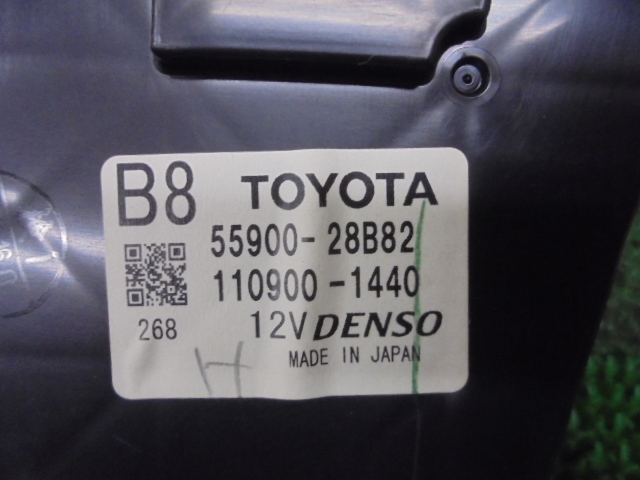 B8 TOYOTA
55900-28B82
110900-1440
268 12V DENSO
MADE IN JAPAN
H